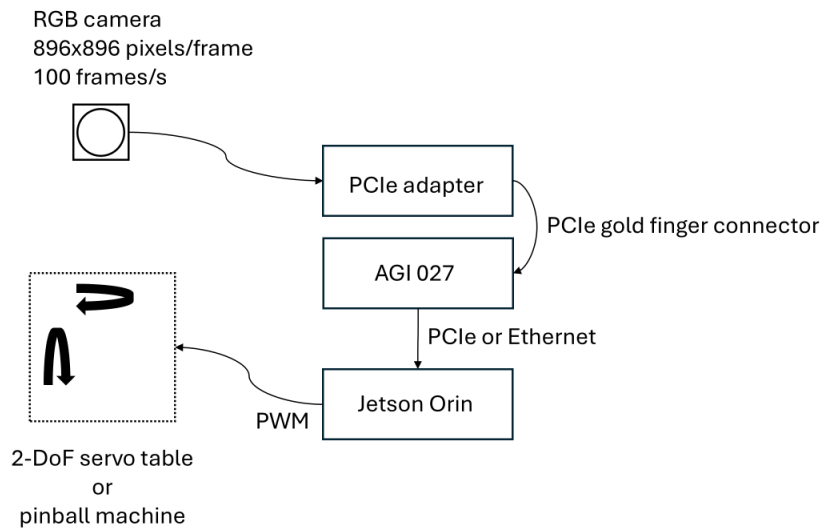 RGB camera
896x896 pixels/frame
100 frames/s
PCIe adapter
PCIe gold finger connector
AGI 027
PCIe or Ethernet
Jetson Orin
PWM
2-DoF servo table
or
pinball machine